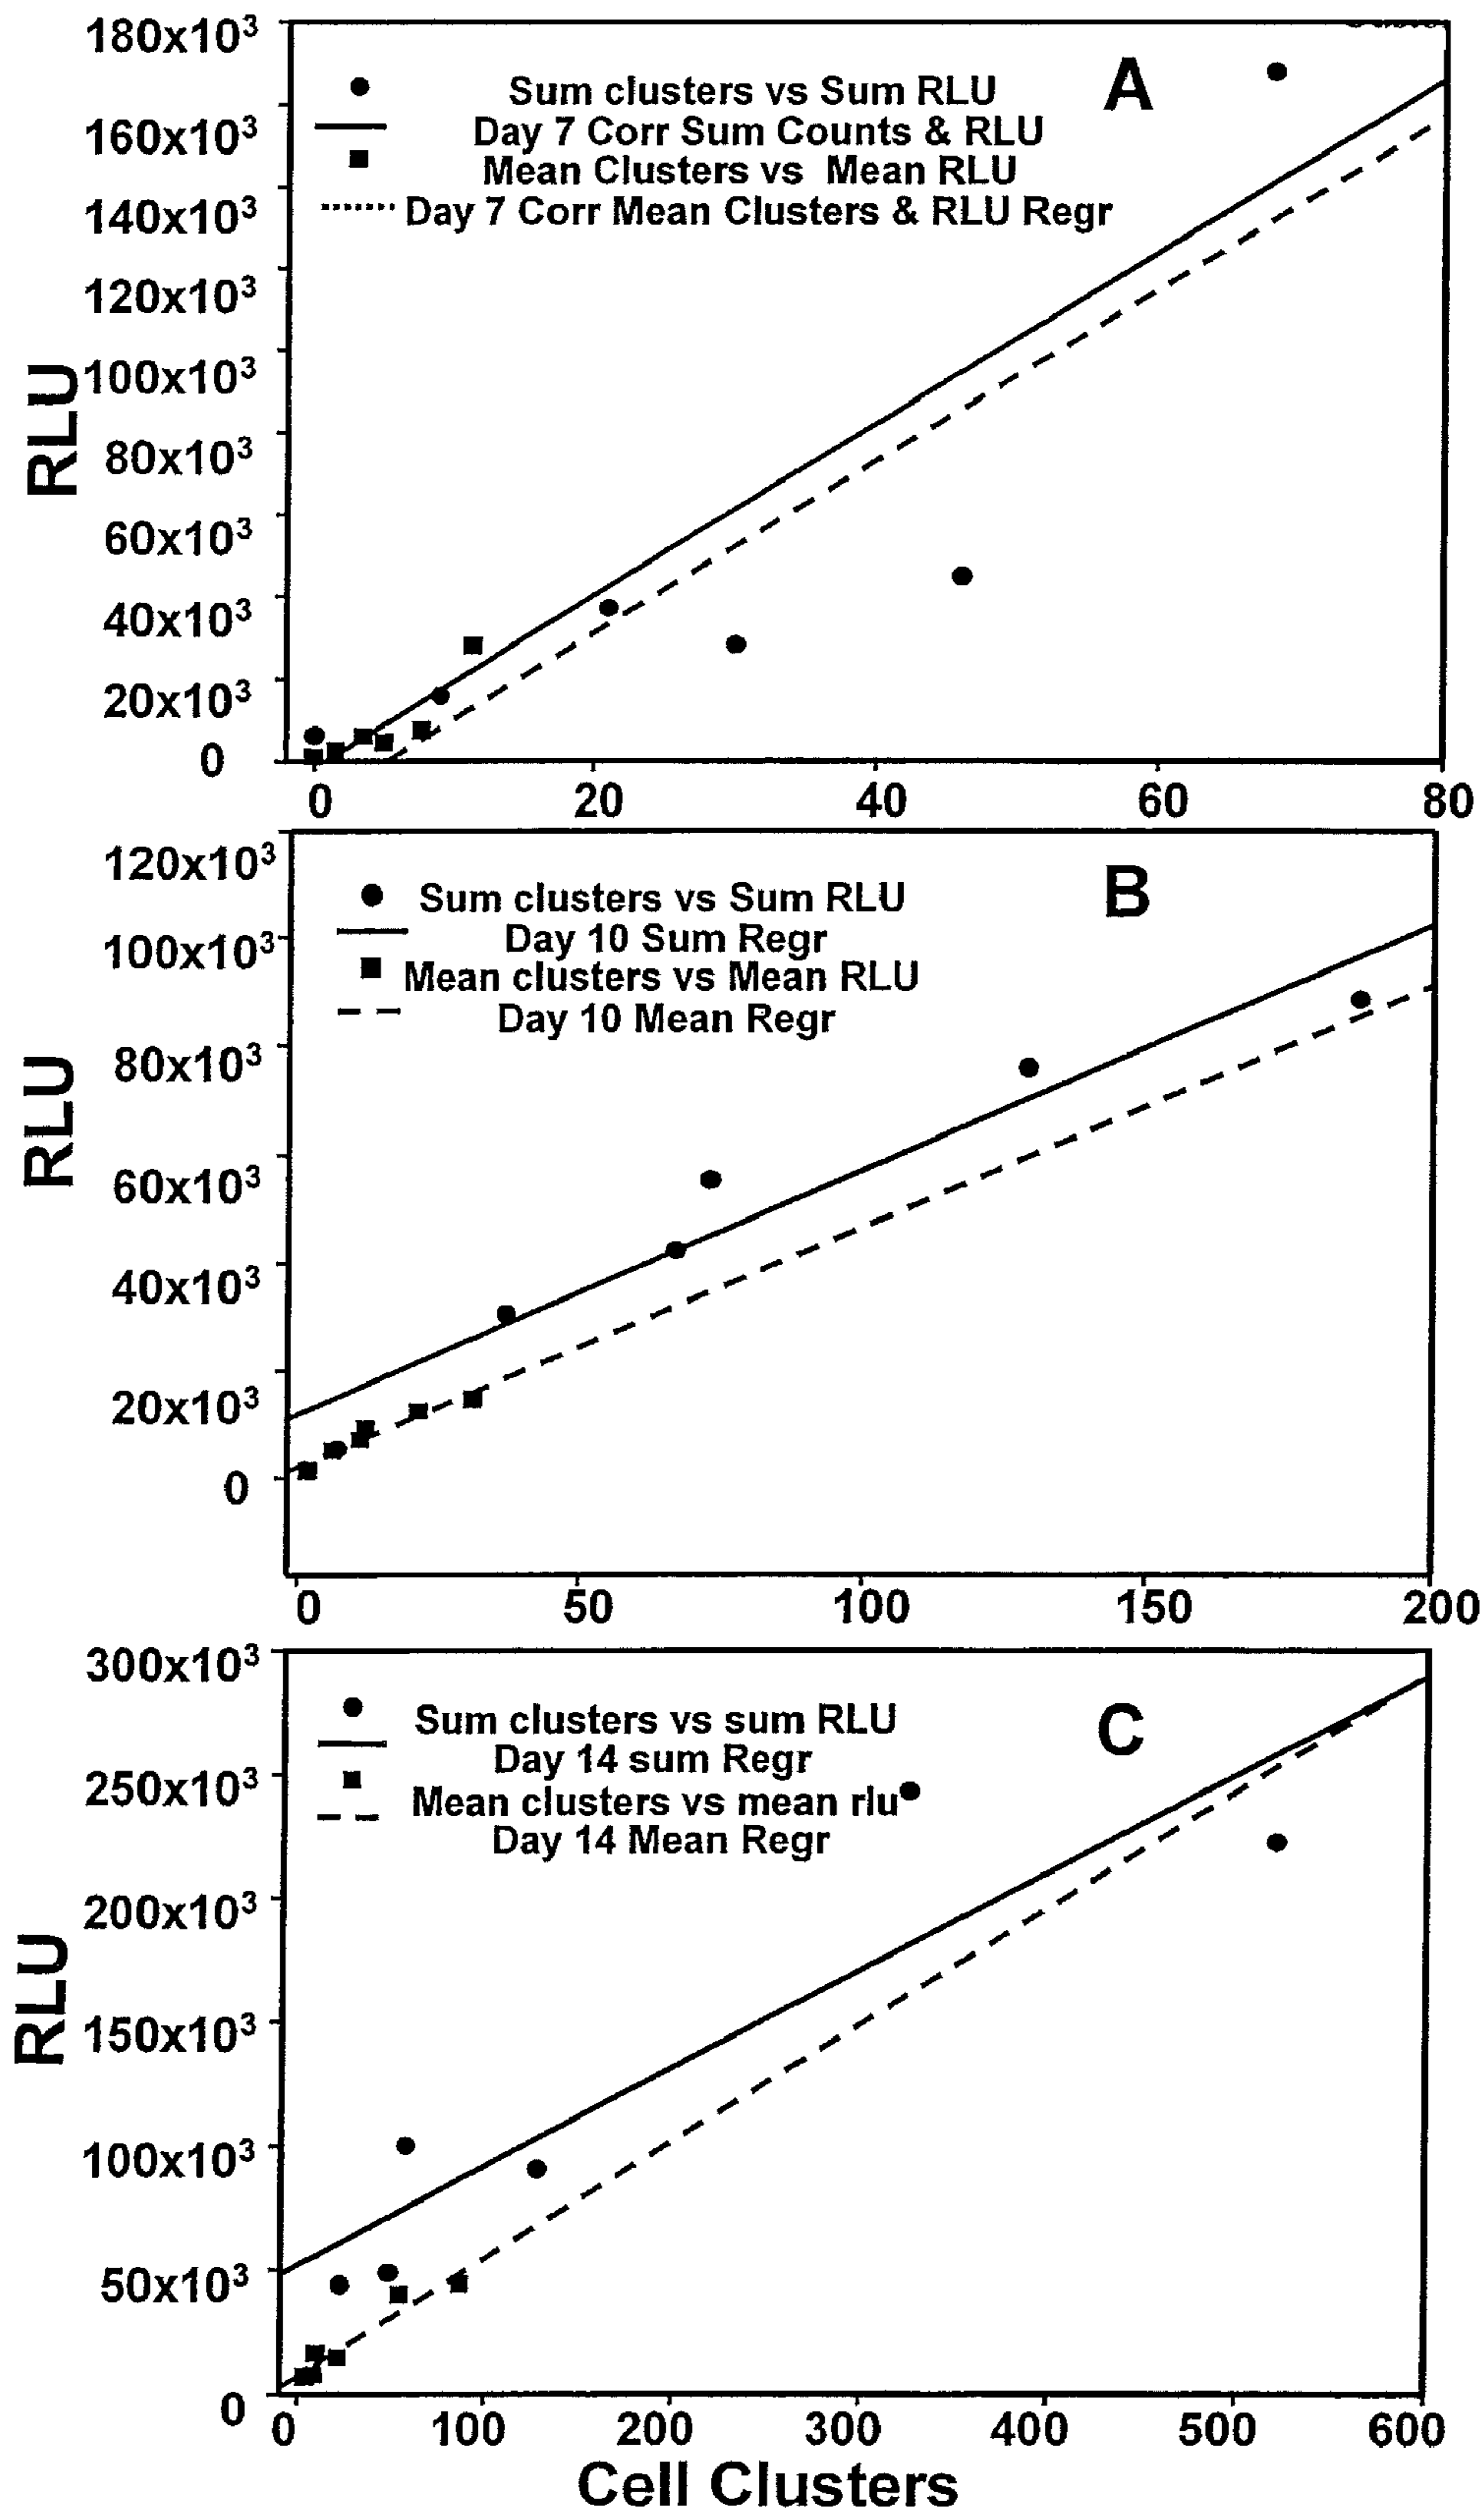 180x10³
A
Sum clusters vs Sum RLU
Day 7 Corr Sum Counts & RLU
160x10³
Mean Clusters vs Mean RLU
140x10³
Day 7 Corr Mean Clusters & RLU Regr
120x10³
100x10³
RLU
80x10³
60x10³
40x10³
20x10³
0
0 20 40 60 80
120x10³
B
Sum clusters vs Sum RLU
100x10³
Day 10 Sum Regr
Mean clusters vs Mean RLU
Day 10 Mean Regr
80x10³
RLU
60x10³
40x10³
20x10³
0
0 50 100 150 200
300x10³
C
Sum clusters vs sum RLU
Day 14 sum Regr
250x10³
Mean clusters vs mean rlu
Day 14 Mean Regr
200x10³
RLU
150x10³
100x10³
50x10³
0
0 100 200 300 400 500 600
Cell Clusters